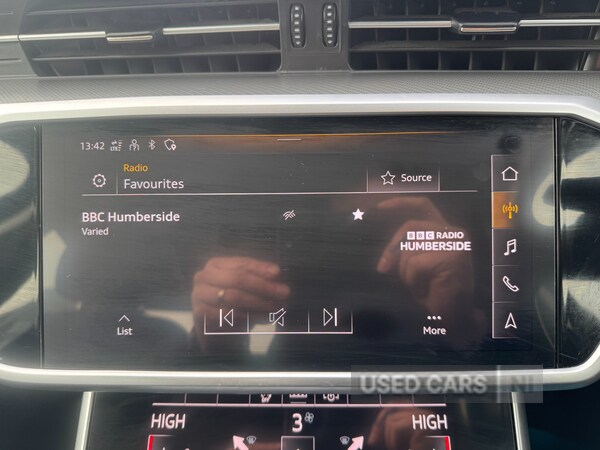 13:42 LTE
Radio
Favourites
Source
BBC Humberside
Varied
BBC RADIO
HUMBERSIDE
List
More
USED CARS NI
HIGH 3 HIGH